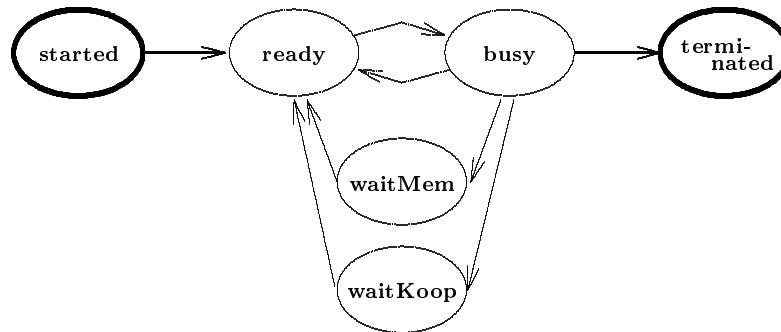 started
ready
busy
termi-
nated
waitMem
waitKoop